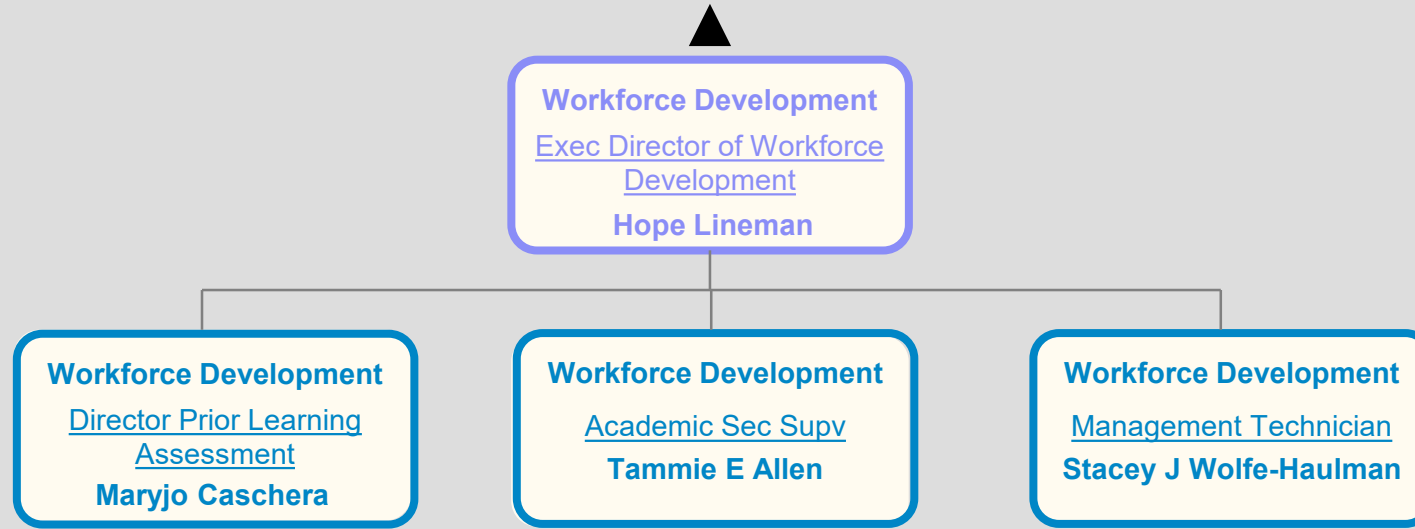 Workforce Development
Exec Director of Workforce
Development
Hope Lineman
Workforce Development
Director Prior Learning
Assessment
Maryjo Caschera
Workforce Development
Academic Sec Supv
Tammie E Allen
Workforce Development
Management Technician
Stacey J Wolfe-Haulman